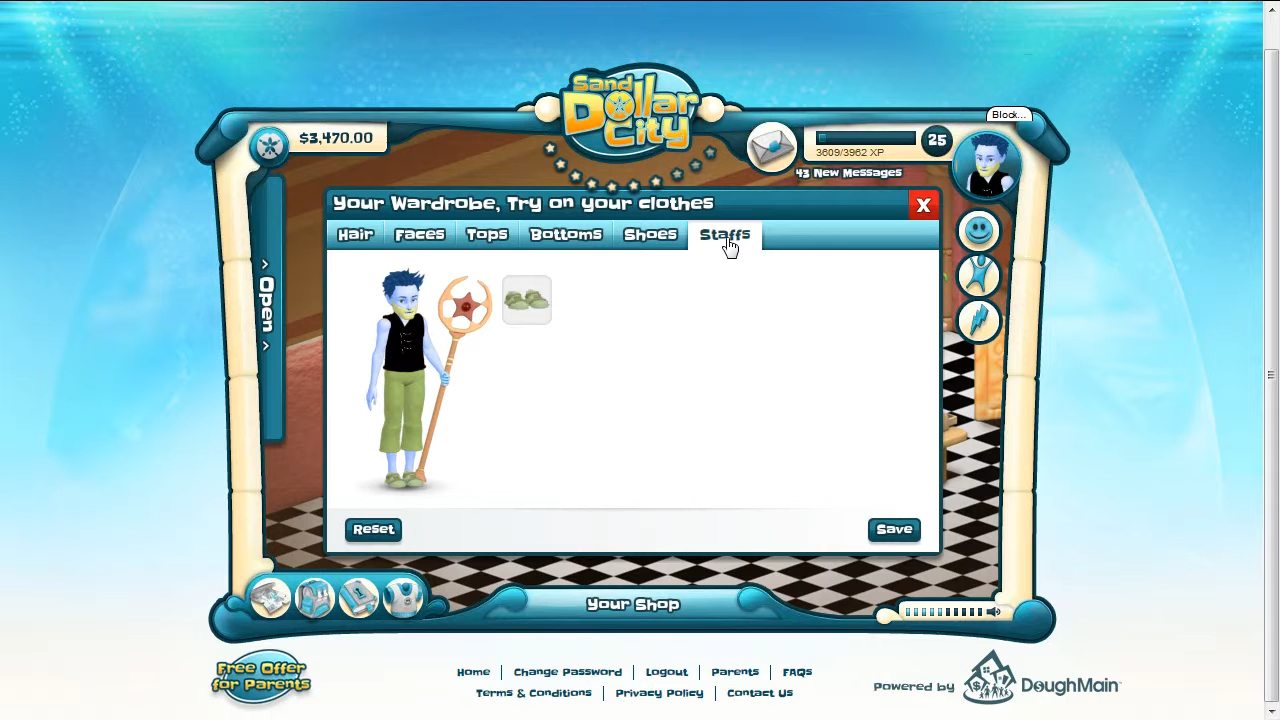 Sand
Dollar
City
Block...
$3,470.00
25
3609/3962 XP
43 New Messages
Your Wardrobe, Try on your clothes
X
Hair
Faces
Tops
Bottoms
Shoes
Staffs
< Open >
Reset
Save
Your Shop
Free Offer
for Parents
Home
Change Password
Logout
Parents
FAQs
Terms & Conditions
Privacy Policy
Contact Us
Powered by
DoughMain™